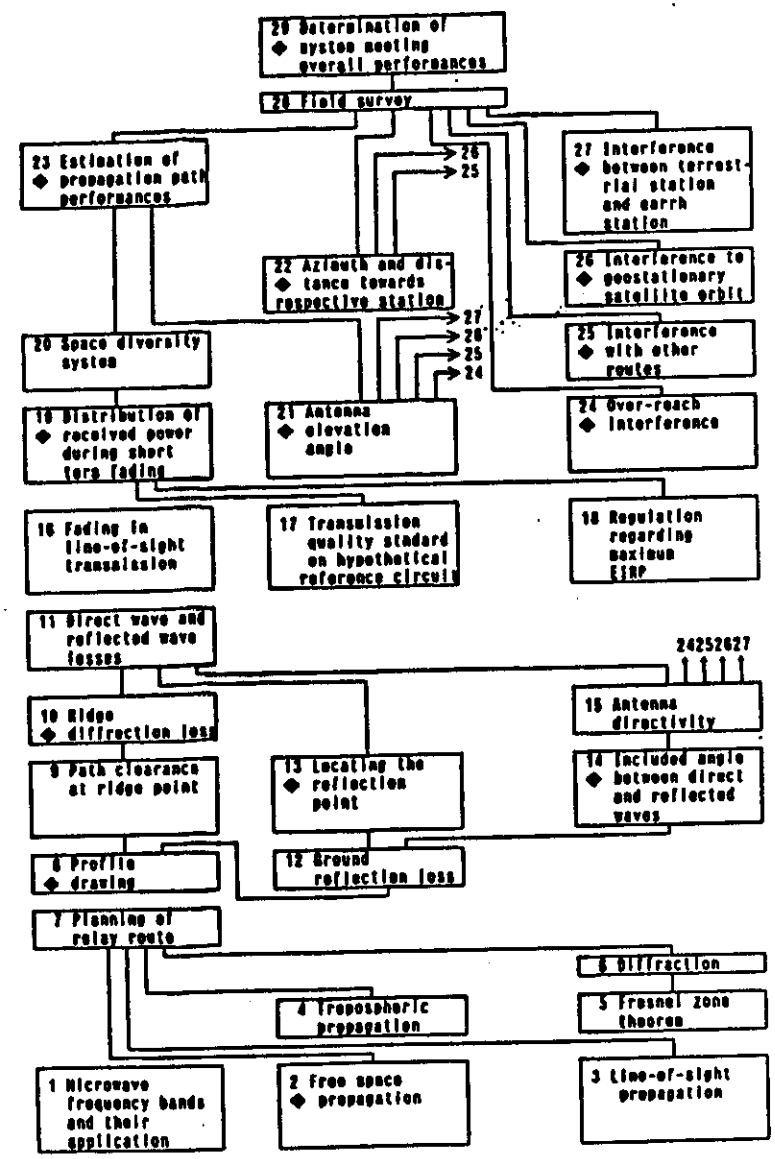 29 Determination of
◆ system meeting
overall performances
28 Field survey
23 Estimation of
◆ propagation path
performances
26
25
27 Interference
◆ between terrest-
rial station
and earrh
station
22 Azimuth and dis-
◆ tance towards
respective station
26 Interference to
◆ geostationary
satellite orbit
27
26
25
24
20 Space diversity
system
25 Interference
◆ with other
routes
19 Distribution of
◆ received power
during short
ters fading
21 Antenna
◆ elevation
angle
24 Over-reach
◆ interference
16 Fading in
line-of-sight
transmission
17 Transmission
quality stndard
on hypothetical
reference circuit
18 Regulation
regarding
maximum
EIRP
11 Direct wave and
reflected wave
losses
24252627
10 Ridge
◆ diffraction loss
15 Antenna
directivity
9 Path clearance
at ridge point
13 Locating the
◆ reflection
point
14 Included angle
◆ between direct
and reflected
waves
8 Profile
◆ drawing
12 Ground
reflection loss
7 Planning of
relay route
6 Diffraction
4 Tropospheric
propagation
5 Fresnel zone
theorem
1 Microwave
frequency bands
and their
application
2 Free space
◆ propagation
3 Line-of-sight
propagation